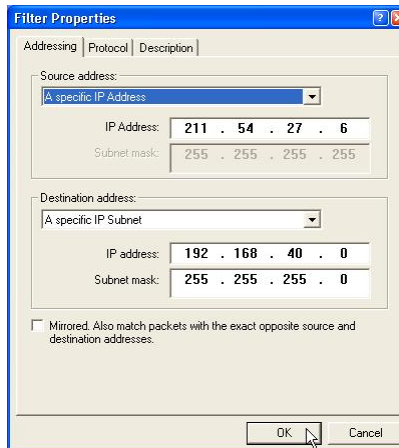 Filter Properties
Addressing Protocol Description
Source address:
A specific IP Address
IP Address: 211 . 54 . 27 . 6
Subnet mask: 255 . 255 . 255 . 255
Destination address:
A specific IP Subnet
IP address: 192 . 168 . 40 . 0
Subnet mask: 255 . 255 . 255 . 0
Mirrored. Also match packets with the exact opposite source and
destination addresses.
OK Cancel